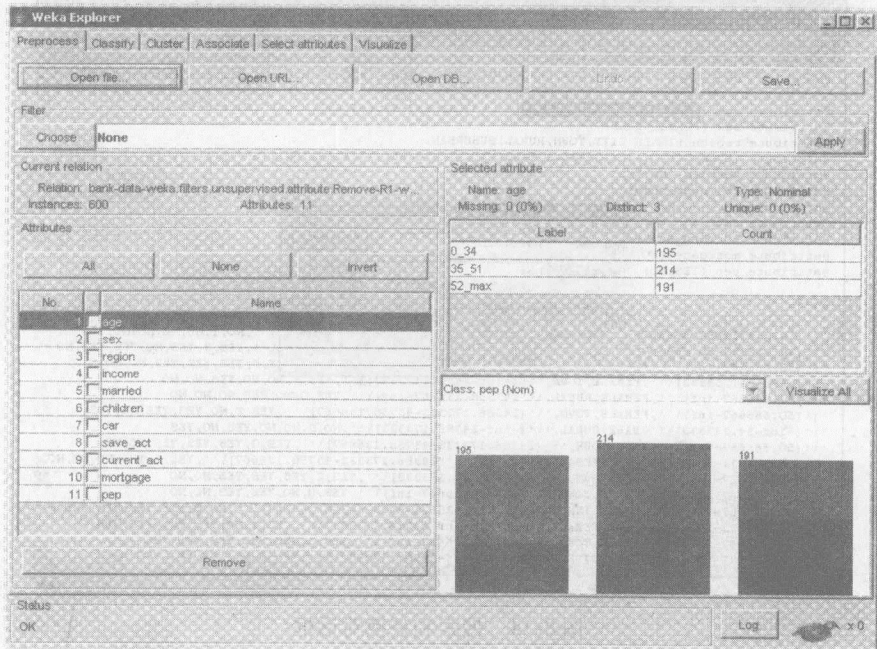 Weka Explorer
Preprocess Classify Cluster Associate Select attributes Visualize
Open file... Open URL... Open DB... Undo Save...
Filter
Choose None Apply
Current relation
Relation: bank-data-weka.filters.unsupervised.attribute.Remove-R1-w...
Instances: 600 Attributes: 11
Selected attribute
Name: age Type: Nominal
Missing: 0 (0%) Distinct: 3 Unique: 0 (0%)
Label Count
0_34 195
35_51 214
52_max 191
Attributes
All None Invert
No. Name
1 age
2 sex
3 region
4 income
5 married
6 children
7 car
8 save_act
9 current_act
10 mortgage
11 pep
Remove
Class: pep (Nom) Visualize All
195 214 191
Status
OK Log x 0